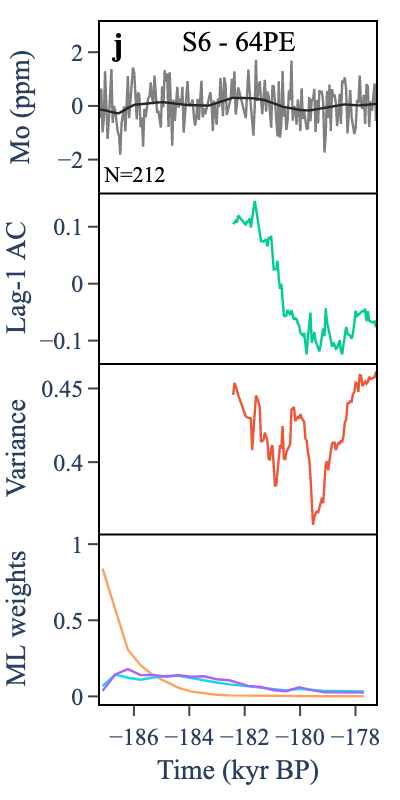 j S6 - 64PE
Mo (ppm)
2
0
−2
N=212
Lag-1 AC
0.1
0
−0.1
Variance
0.45
0.4
ML weights
1
0.5
0
−186 −184 −182 −180 −178
Time (kyr BP)